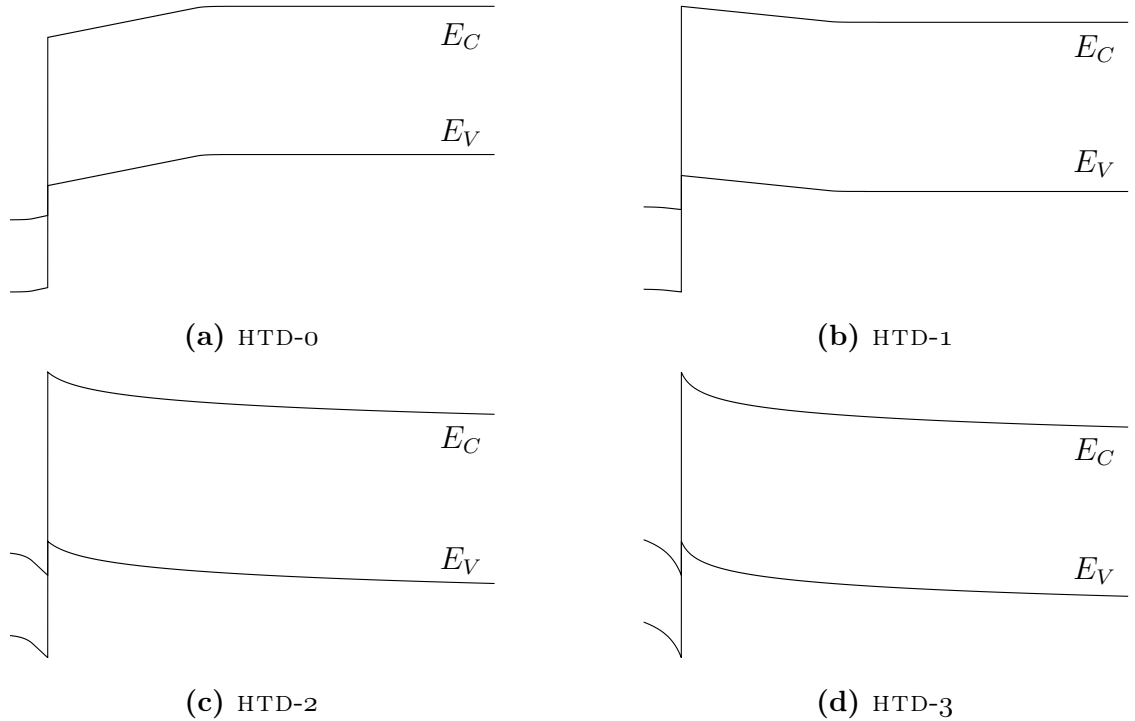 E_C
E_V
(a) HTD-0
E_C
E_V
(b) HTD-1
E_C
E_V
(c) HTD-2
E_C
E_V
(d) HTD-3